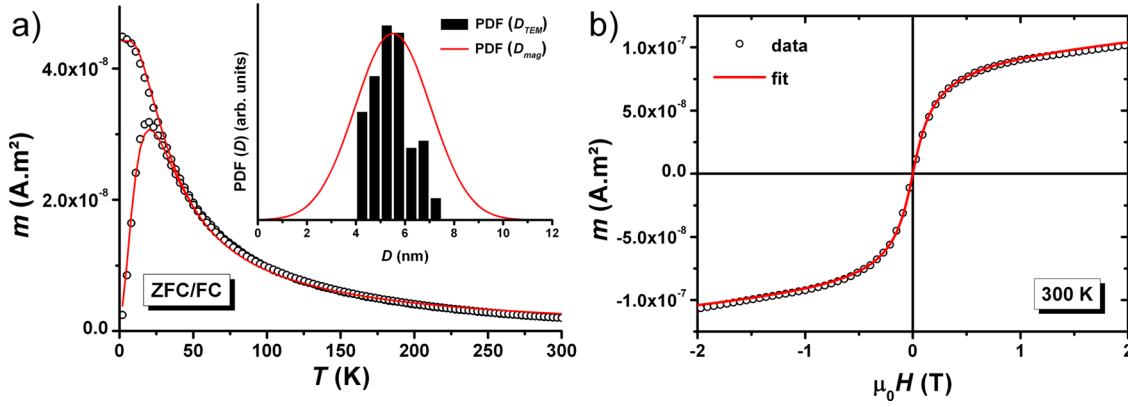 a)
m (A.m²)
4.0x10⁻⁸
2.0x10⁻⁸
0.0
0 50 100 150 200 250 300
T (K)
ZFC/FC
PDF (D) (arb. units)
PDF (D_TEM)
PDF (D_mag)
0 2 4 6 8 10 12
D (nm)
b)
m (A.m²)
1.0x10⁻⁷
5.0x10⁻⁸
0.0
-5.0x10⁻⁸
-1.0x10⁻⁷
data
fit
300 K
-2 -1 0 1 2
μ₀H (T)